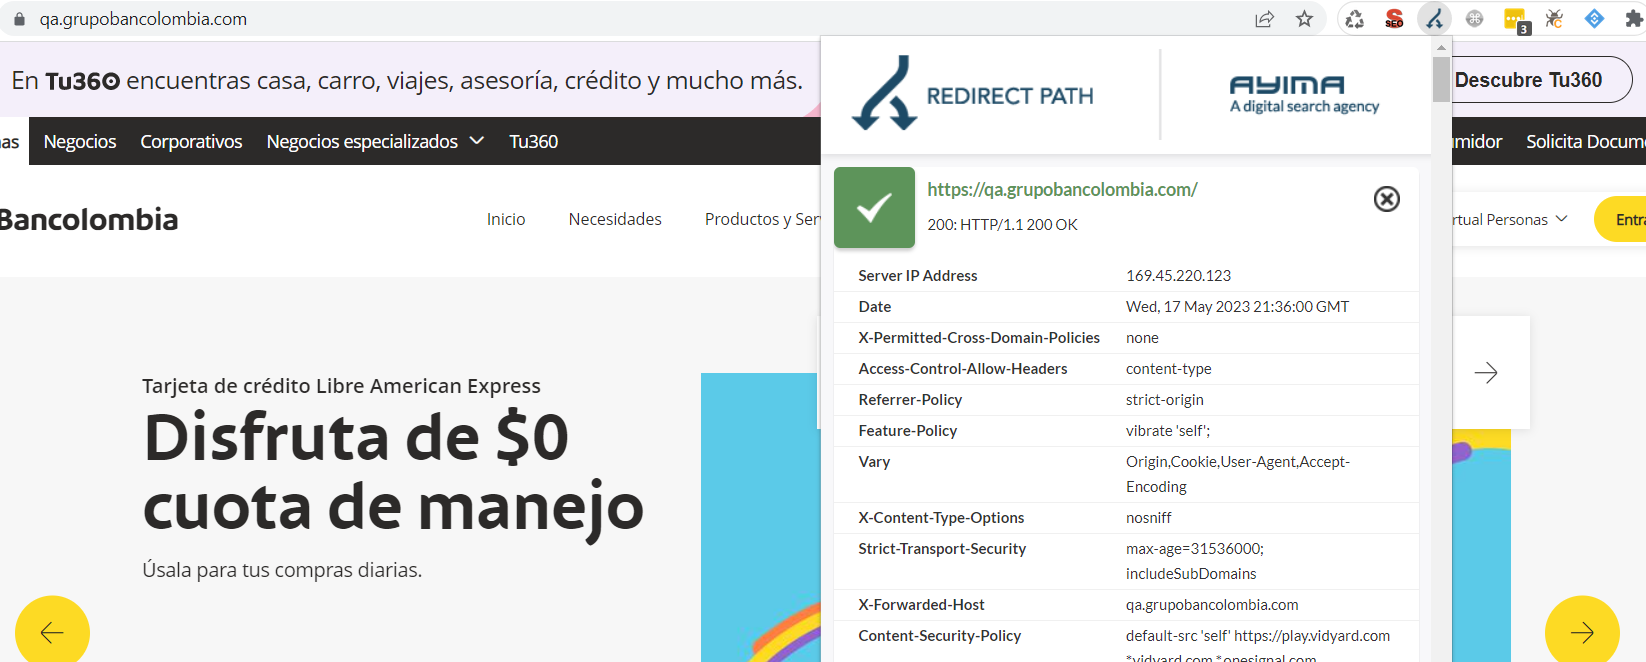 qa.grupobancolombia.com
SEO
3
En Tu360 encuentras casa, carro, viajes, asesoría, crédito y mucho más.
Descubre Tu360
Negocios Corporativos Negocios especializados Tu360
Solicita
Bancolombia
Inicio Necesidades Productos y
Personas
REDIRECT PATH
AYIMA
A digital search agency
https://qa.grupobancolombia.com/
200: HTTP/1.1 200 OK
Server IP Address 169.45.220.123
Date Wed, 17 May 2023 21:36:00 GMT
X-Permitted-Cross-Domain-Policies none
Access-Control-Allow-Headers content-type
Referrer-Policy strict-origin
Feature-Policy vibrate 'self';
Vary Origin,Cookie,User-Agent,Accept-
Encoding
X-Content-Type-Options nosniff
Strict-Transport-Security max-age=31536000;
includeSubDomains
X-Forwarded-Host qa.grupobancolombia.com
Content-Security-Policy default-src 'self' https://play.vidyard.com
*vidyard.com *onesignal.com
Tarjeta de crédito Libre American Express
Disfruta de $0
cuota de manejo
Úsala para tus compras diarias.